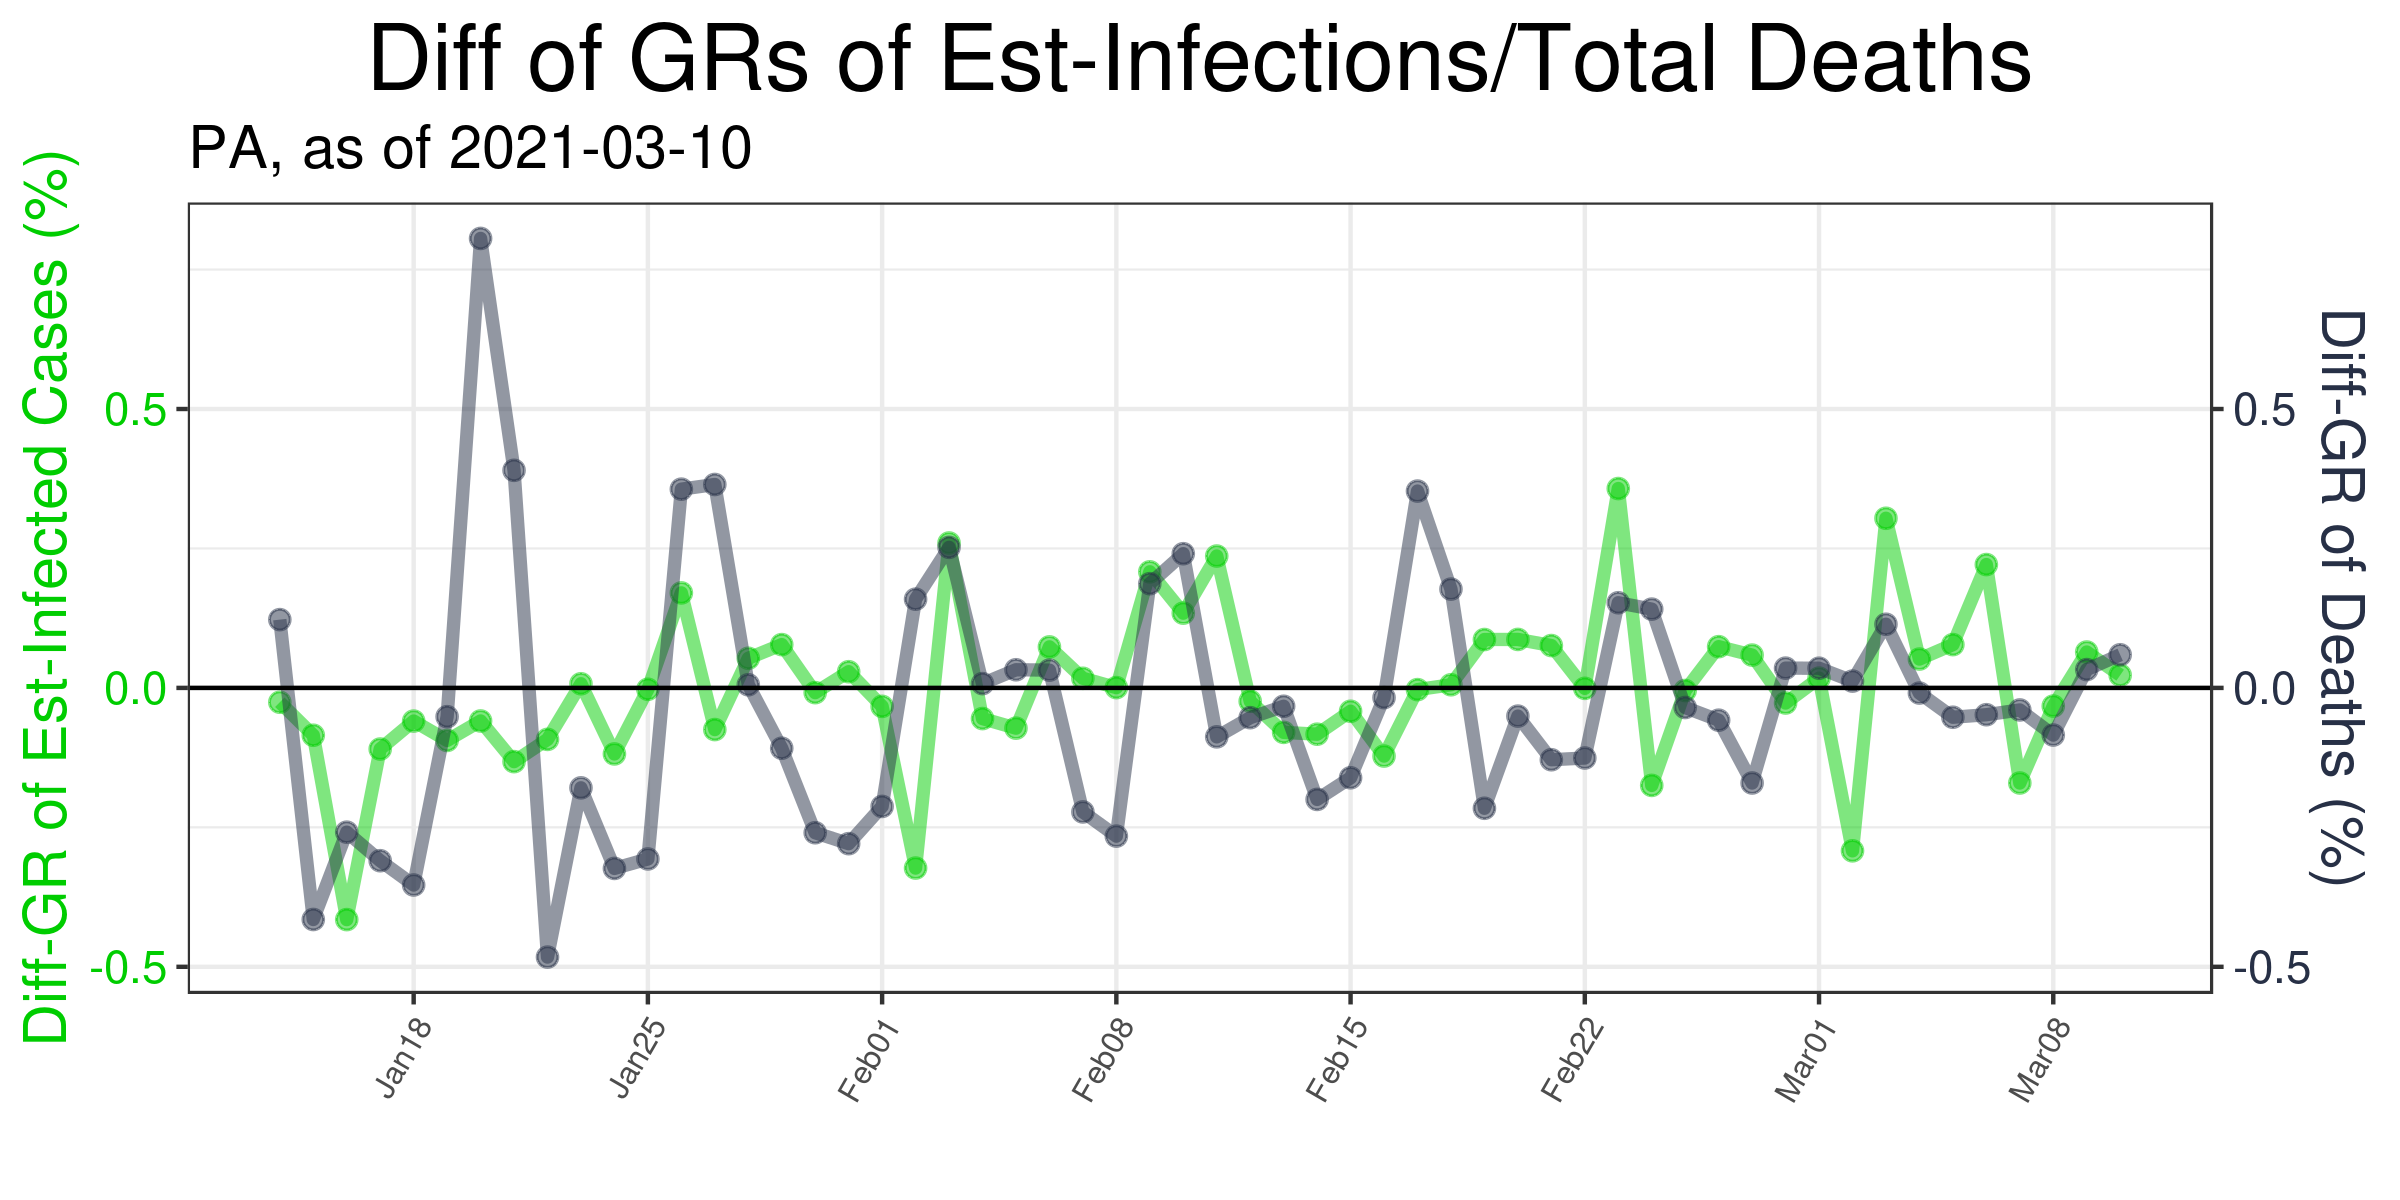 Diff of GRs of Est-Infections/Total Deaths
PA, as of 2021-03-10
Diff-GR of Est-Infected Cases (%)
0.5
0.0
-0.5
0.5
0.0
-0.5
Diff-GR of Deaths (%)
Jan18
Jan25
Feb01
Feb08
Feb15
Feb22
Mar01
Mar08